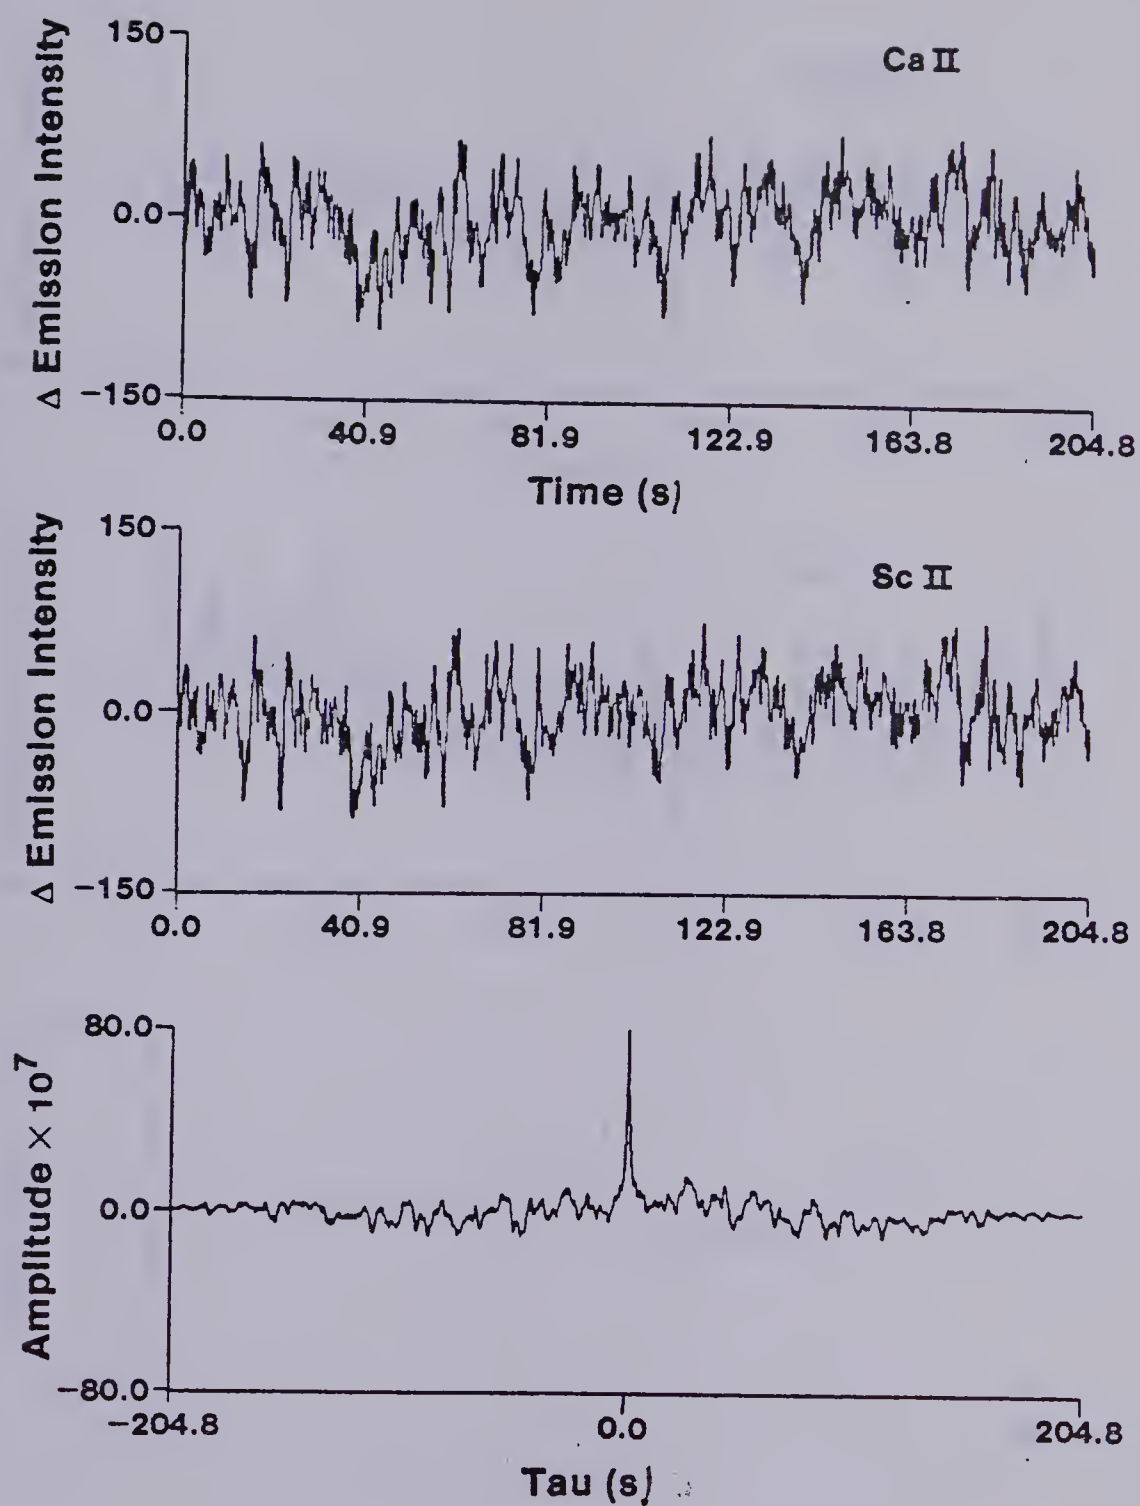 Δ Emission Intensity
150
0.0
−150
Ca II
0.0 40.9 81.9 122.9 163.8 204.8
Time (s)
Δ Emission Intensity
150
0.0
−150
Sc II
0.0 40.9 81.9 122.9 163.8 204.8
Amplitude × 10⁷
80.0
0.0
−80.0
−204.8 0.0 204.8
Tau (s)